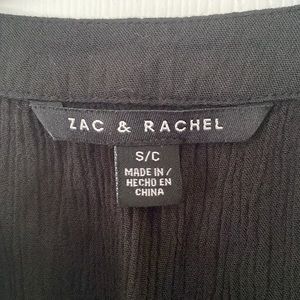 ZAC & RACHEL
S/C
MADE IN /
HECHO EN
CHINA